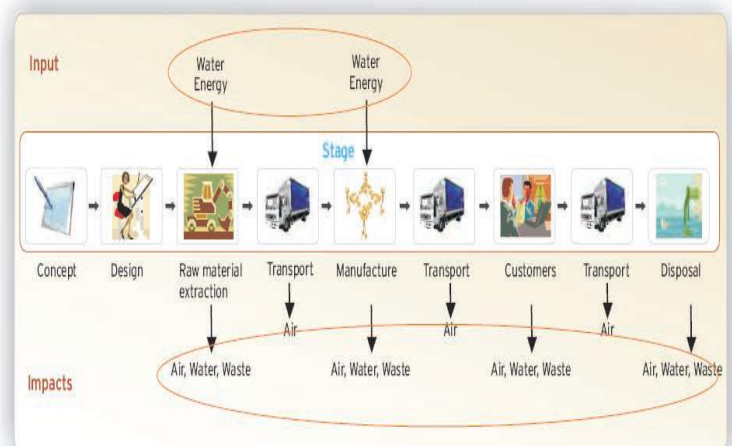 Input
Water
Energy
Water
Energy
Stage
Concept
Design
Raw material
extraction
Transport
Manufacture
Transport
Customers
Transport
Disposal
Air
Air
Air
Impacts
Air, Water, Waste
Air, Water, Waste
Air, Water, Waste
Air, Water, Waste